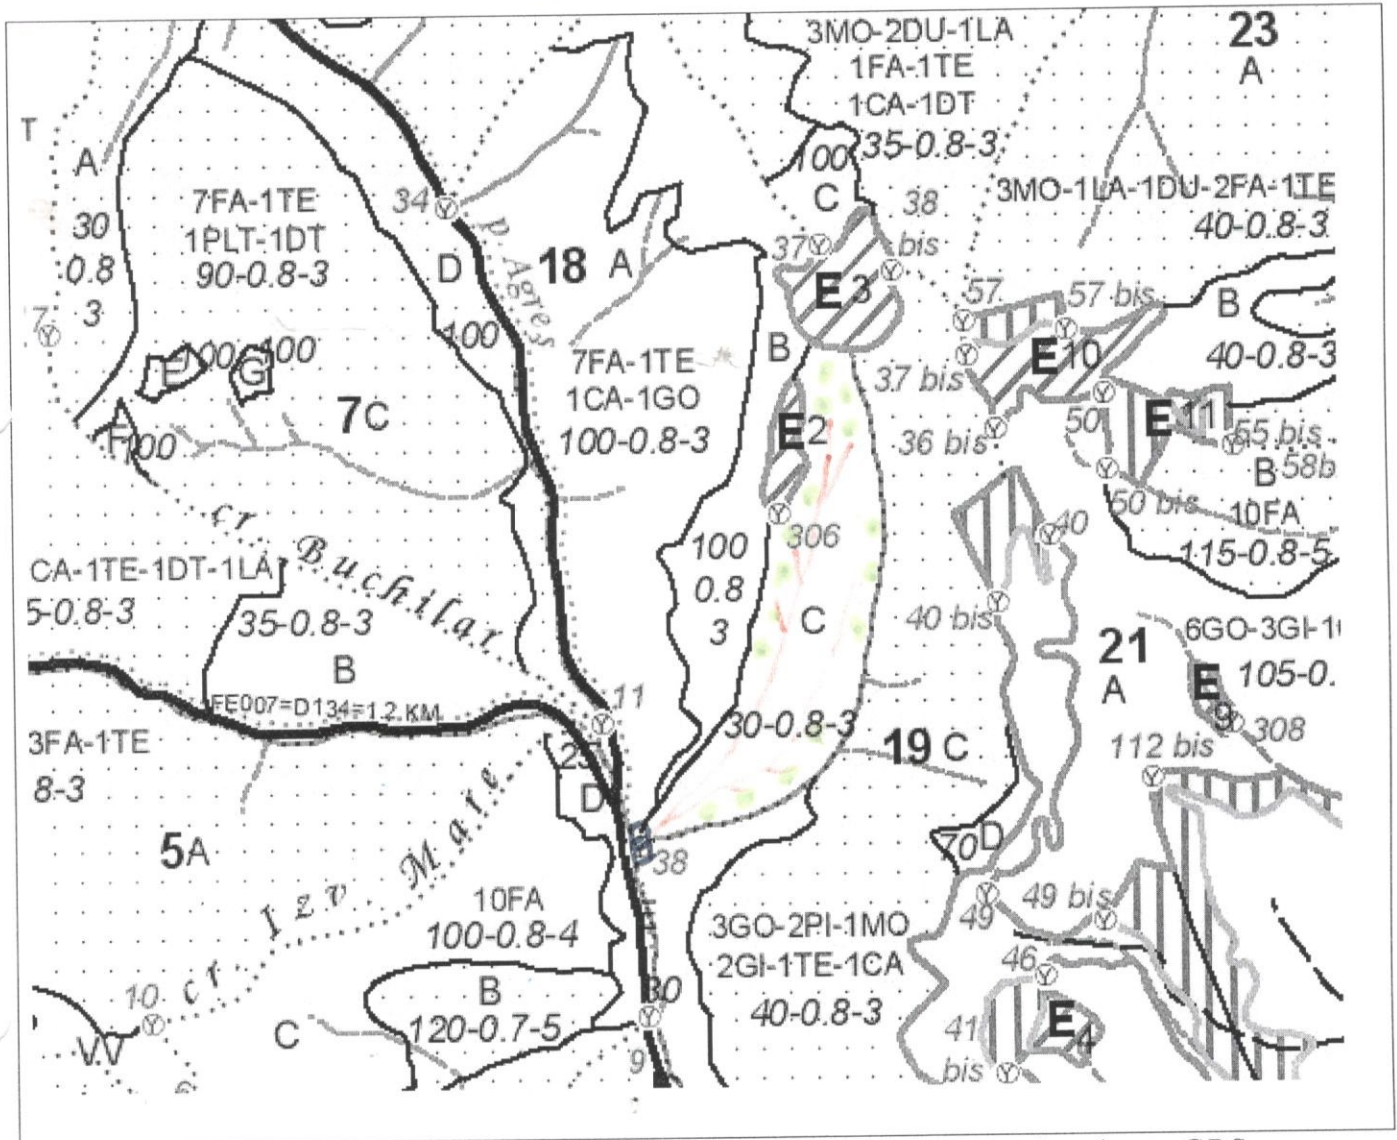 3MO-2DU-1LA
1FA-1TE
1CA-1DT
35-0.8-3
23
A
T
A
30
0.8
3
7FA-1TE
1PLT-1DT
90-0.8-3
34
D
P. Agres
18 A
100
C
38
bis
37
3MO-1LA-1DU-2FA-1TE
40-0.8-3
E 3
57
57 bis
B
40-0.8-3
7
100
E 100 G 100
7FA-1TE
1CA-1GO
100-0.8-3
B
E2
37 bis
E10
50
E 11
55 bis
B 58b
36 bis
F 100
7C
50 bis
10FA
115-0.8-5
306
40
cr. Buchilar
CA-1TE-1DT-1LA
5-0.8-3
35-0.8-3
B
100
0.8
3
C
40 bis
21
A
6GO-3GI-1
105-0.
E
9
308
FE007=D134=1.2 KM
11
30-0.8-3
19 C
112 bis
3FA-1TE
8-3
D
5A
cr Izv Mare
38
70 D
49
49 bis
10FA
100-0.8-4
3GO-2PI-1MO
2GI-1TE-1CA
40-0.8-3
46
B
120-0.7-5
30
10
VV
C
9
41
bis
E
4